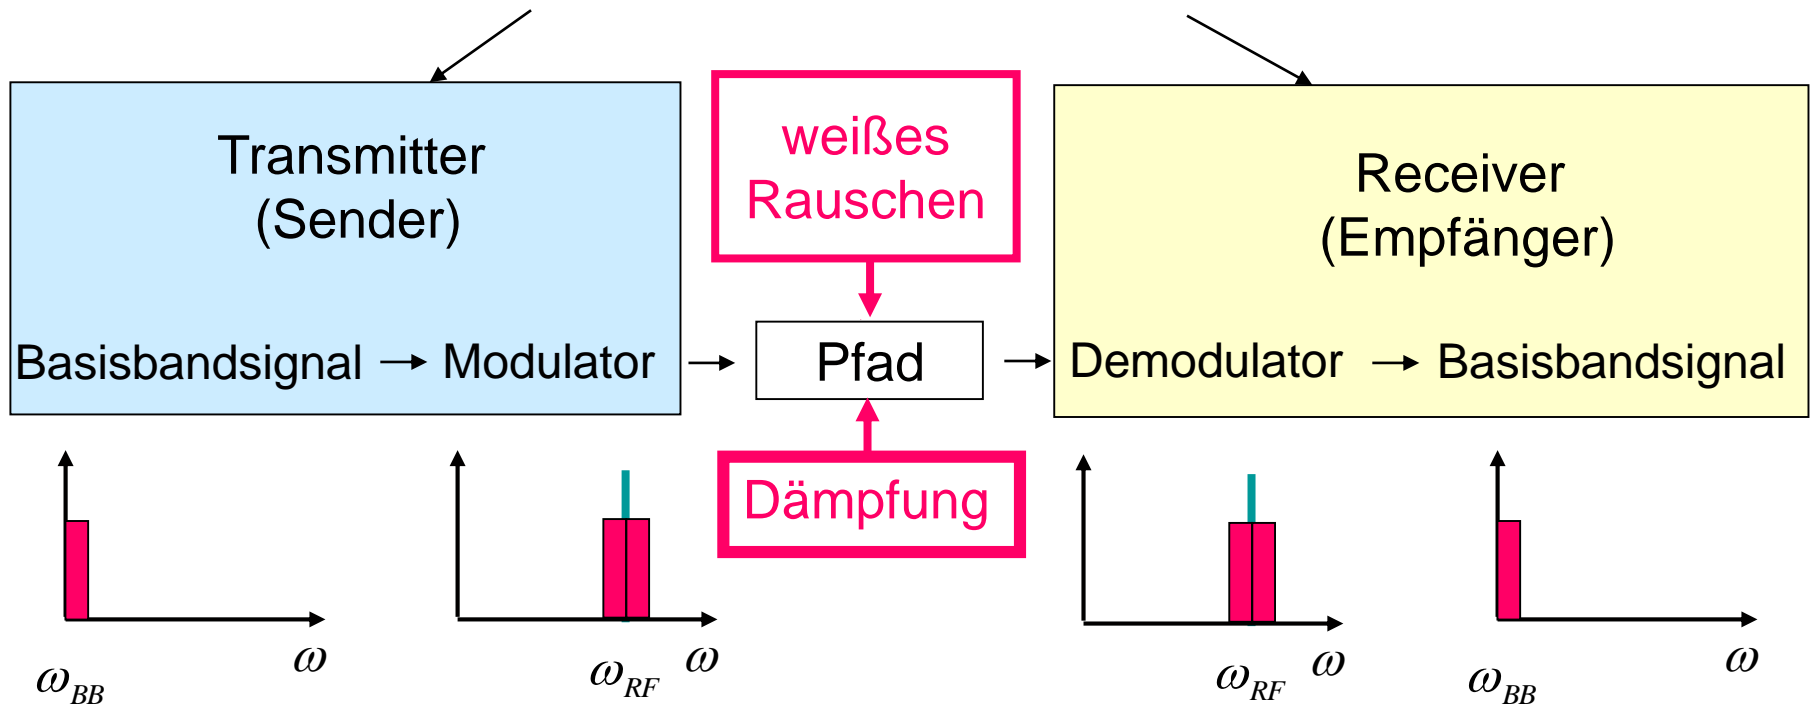 Transmitter
(Sender)
Basisbandsignal → Modulator
weißes
Rauschen
Pfad
Dämpfung
Receiver
(Empfänger)
Demodulator → Basisbandsignal
ω_BB
ω
ω_RF
ω
ω_RF
ω
ω_BB
ω